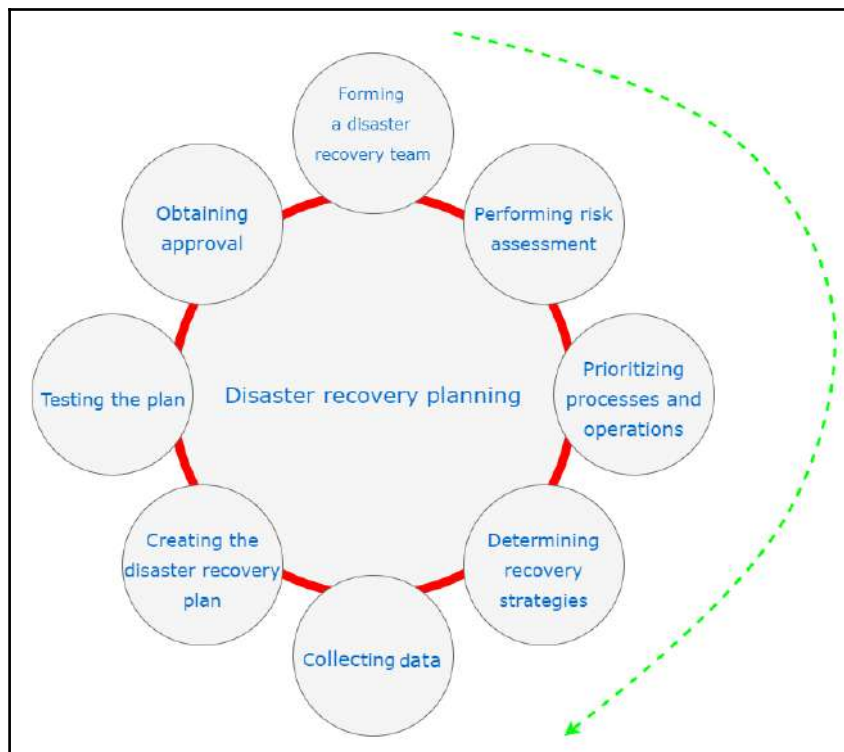 Forming
a disaster
recovery team
Performing risk
assessment
Prioritizing
processes and
operations
Determining
recovery
strategies
Collecting data
Creating the
disaster recovery
plan
Testing the plan
Obtaining
approval
Disaster recovery planning